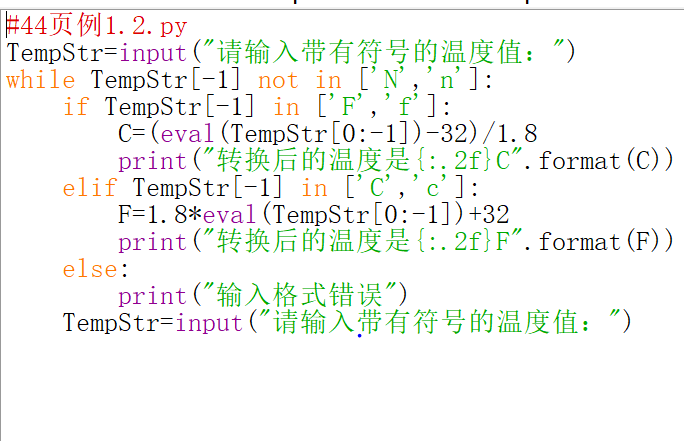 #44页例1.2.py
TempStr=input("请输入带有符号的温度值：")
while TempStr[-1] not in ['N','n']:
    if TempStr[-1] in ['F','f']:
        C=(eval(TempStr[0:-1])-32)/1.8
        print("转换后的温度是{:.2f}C".format(C))
    elif TempStr[-1] in ['C','c']:
        F=1.8*eval(TempStr[0:-1])+32
        print("转换后的温度是{:.2f}F".format(F))
    else:
        print("输入格式错误")
    TempStr=input("请输入带有符号的温度值：")